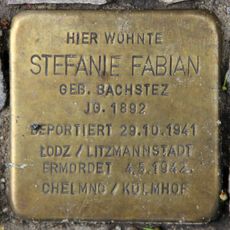 HIER WOHNTE
STEFANIE FABIAN
GEB. BACHSTEZ
JG. 1892
DEPORTIERT 29.10.1941
ŁODZ / LITZMANNSTADT
ERMORDET 4.5.1942
CHELMNO / KULMHOF